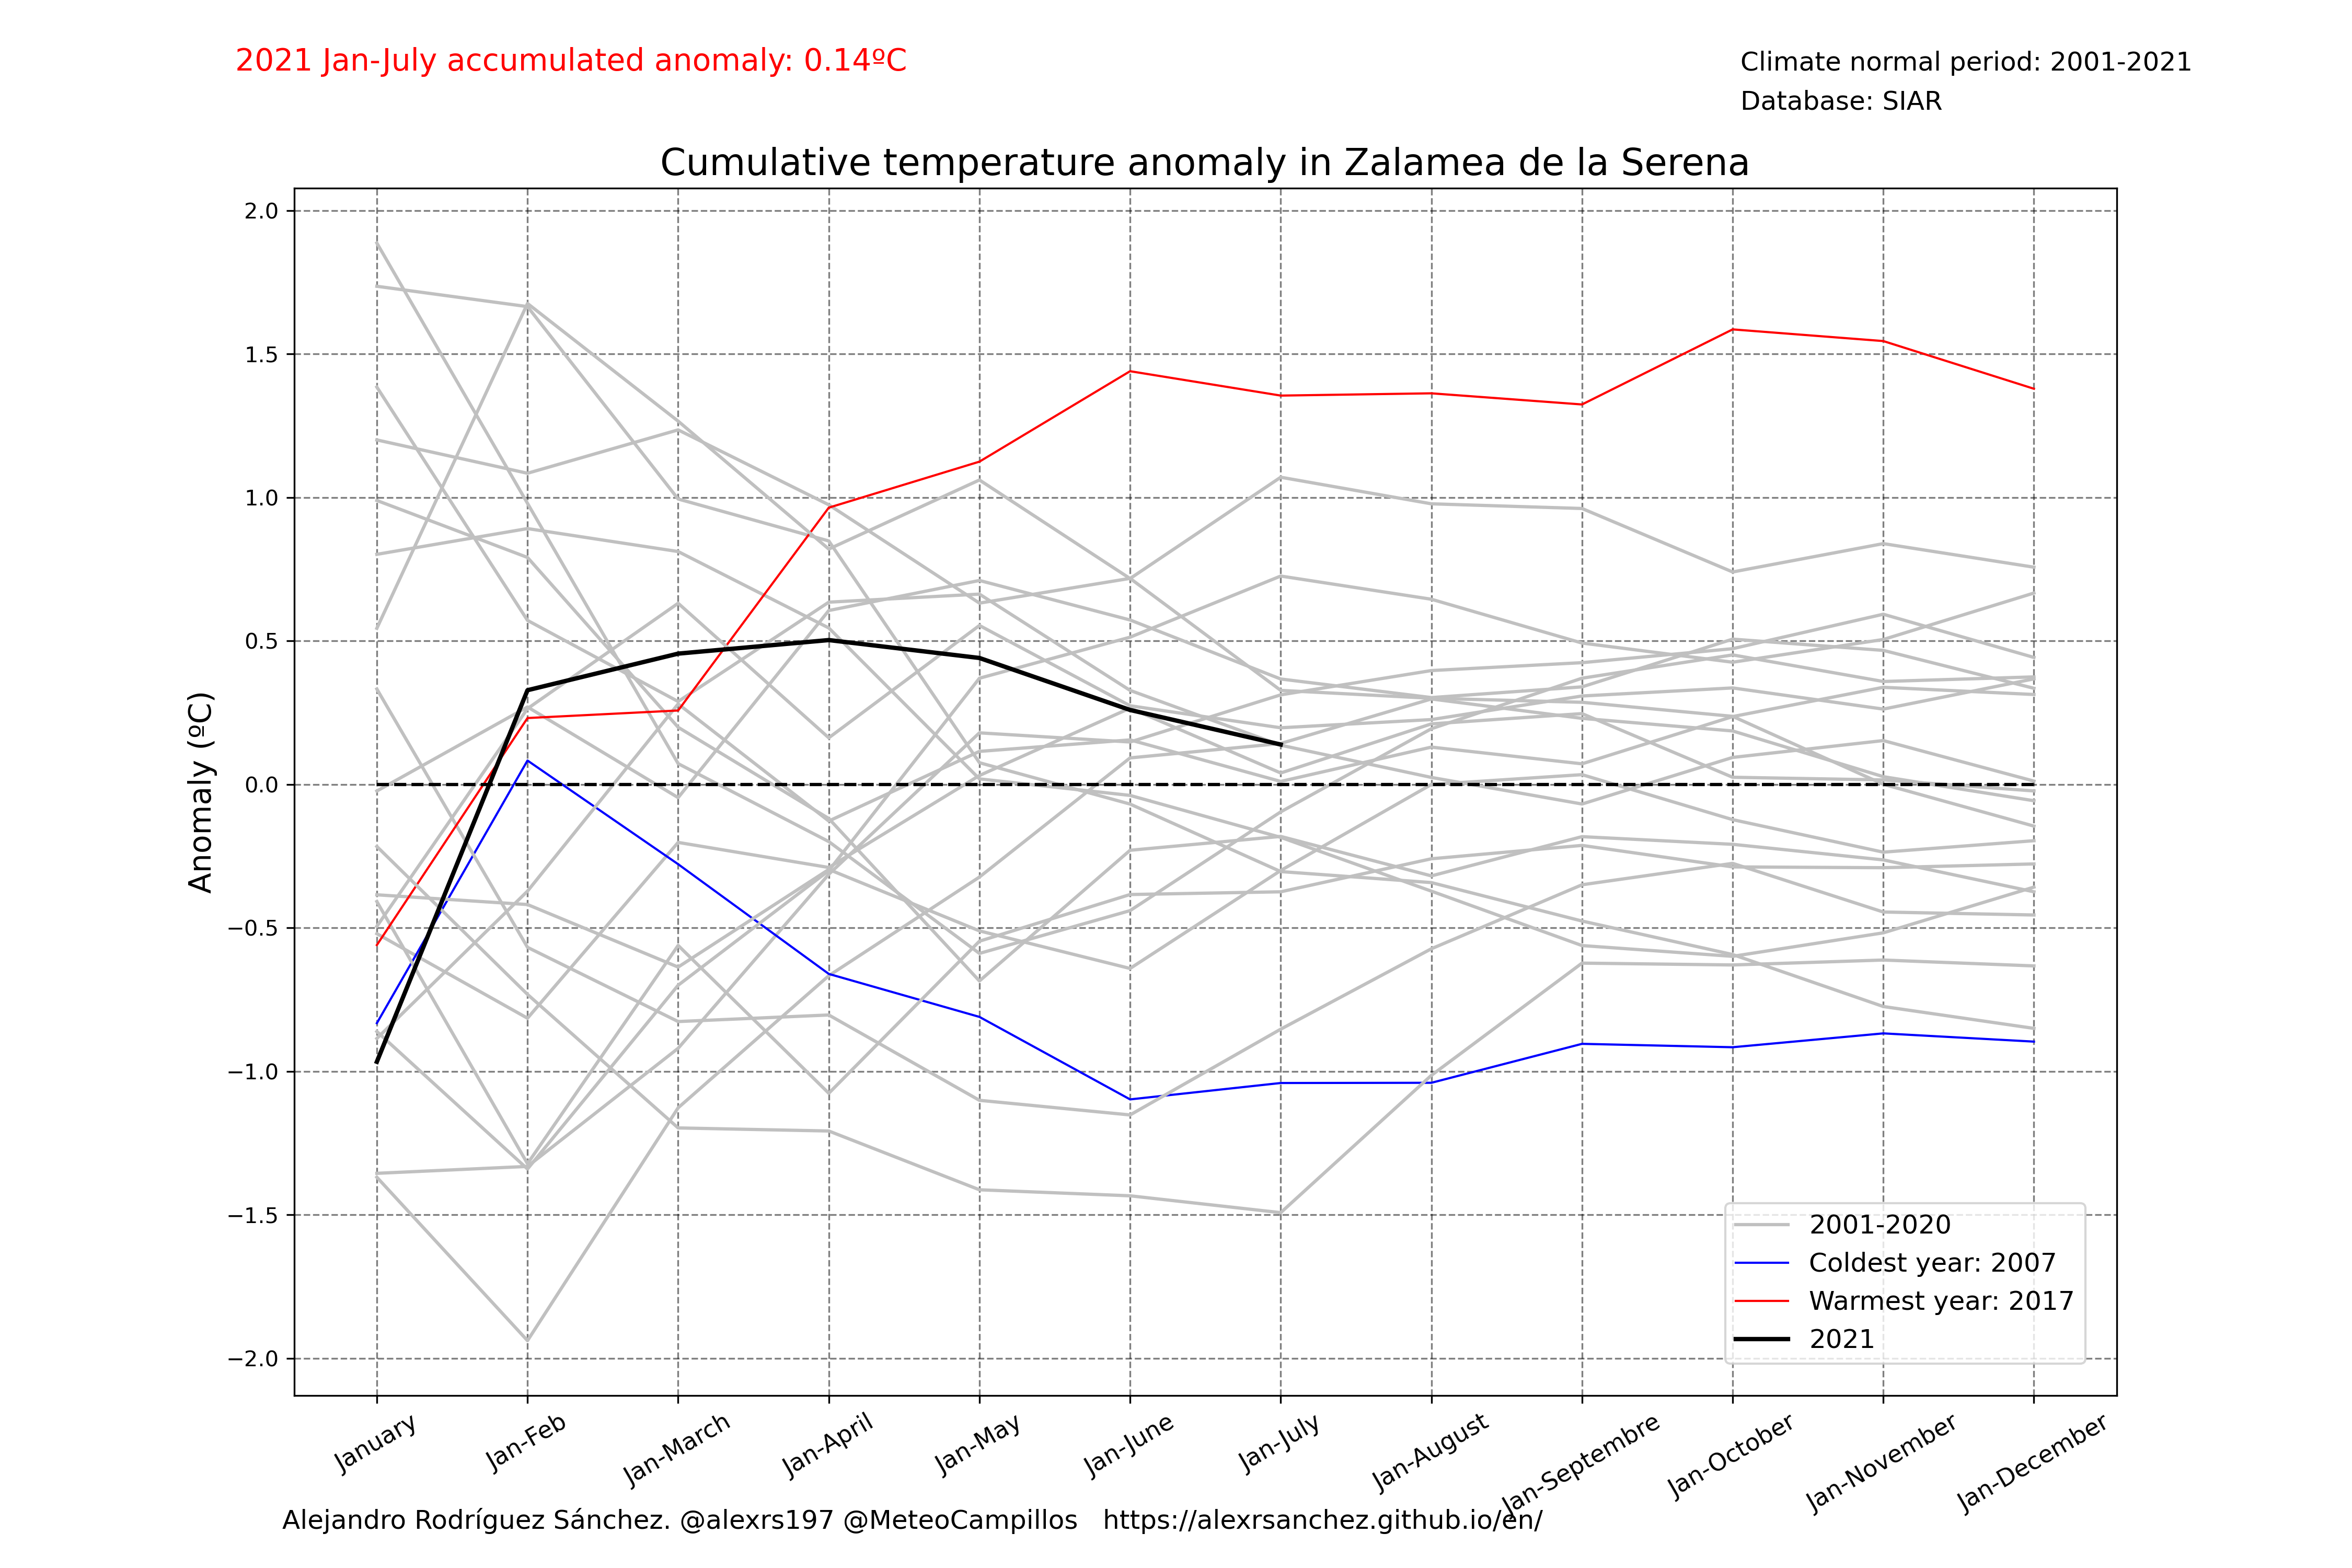 2021 Jan-July accumulated anomaly: 0.14ºC
Climate normal period: 2001-2021
Database: SIAR
Cumulative temperature anomaly in Zalamea de la Serena
Anomaly (ºC)
2.0
1.5
1.0
0.5
0.0
−0.5
−1.0
−1.5
−2.0
2001-2020
Coldest year: 2007
Warmest year: 2017
2021
January
Jan-Feb
Jan-March
Jan-April
Jan-May
Jan-June
Jan-July
Jan-August
Jan-Septembre
Jan-October
Jan-November
Jan-December
Alejandro Rodríguez Sánchez. @alexrs197 @MeteoCampillos https://alexrsanchez.github.io/en/